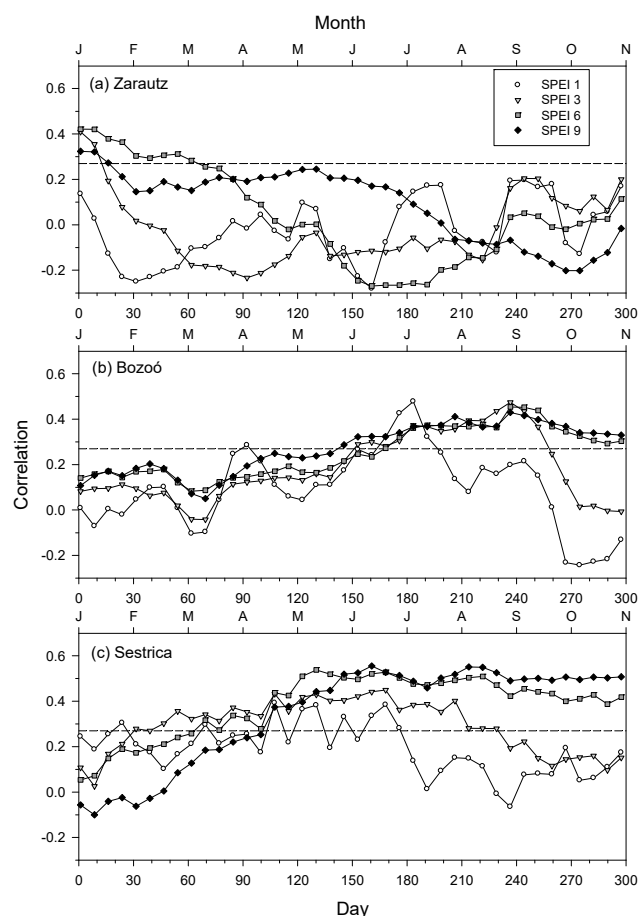 Month
J F M A M J J A S O N
(a) Zarautz
SPEI 1
SPEI 3
SPEI 6
SPEI 9
0.6
0.4
0.2
0.0
-0.2
0 30 60 90 120 150 180 210 240 270 300
J F M A M J J A S O N
(b) Bozoó
Correlation
0.6
0.4
0.2
0.0
-0.2
0 30 60 90 120 150 180 210 240 270 300
J F M A M J J A S O N
(c) Sestrica
0.6
0.4
0.2
0.0
-0.2
0 30 60 90 120 150 180 210 240 270 300
Day